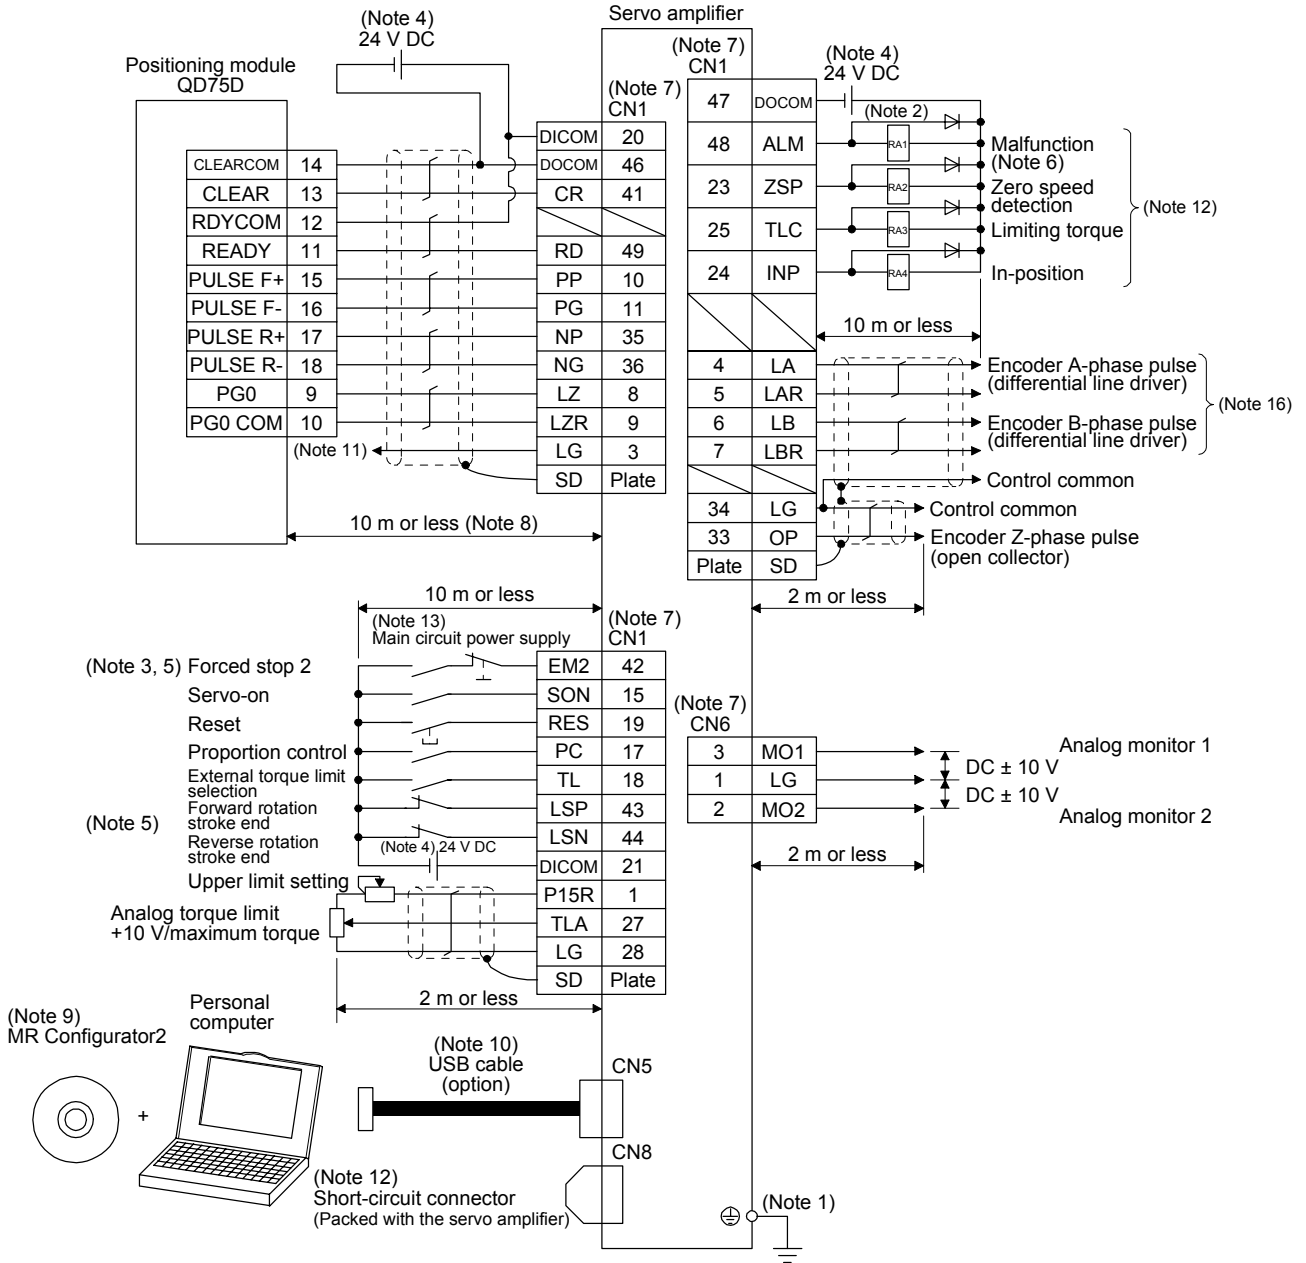 Servo amplifier
(Note 4)
24 V DC
Positioning module
QD75D
(Note 7)
CN1
DICOM 20
CLEARCOM 14 DOCOM 46
CLEAR 13 CR 41
RDYCOM 12
READY 11 RD 49
PULSE F+ 15 PP 10
PULSE F- 16 PG 11
PULSE R+ 17 NP 35
PULSE R- 18 NG 36
PG0 9 LZ 8
PG0 COM 10 LZR 9
(Note 11) LG 3
SD Plate
10 m or less (Note 8)
(Note 7)
CN1
(Note 4)
24 V DC
47 DOCOM
(Note 2)
48 ALM RA1 Malfunction
(Note 6)
23 ZSP RA2 Zero speed
detection
25 TLC RA3 Limiting torque
24 INP RA4 In-position
(Note 12)
10 m or less
4 LA Encoder A-phase pulse
(differential line driver)
5 LAR
6 LB Encoder B-phase pulse
(differential line driver)
7 LBR
(Note 16)
Control common
34 LG Control common
33 OP Encoder Z-phase pulse
(open collector)
Plate SD
2 m or less
10 m or less
(Note 13)
Main circuit power supply
(Note 7)
CN1
(Note 3, 5) Forced stop 2 EM2 42
Servo-on SON 15
Reset RES 19
Proportion control PC 17
External torque limit
selection TL 18
Forward rotation
stroke end LSP 43
(Note 5)
Reverse rotation
stroke end LSN 44
(Note 4) 24 V DC
DICOM 21
Upper limit setting P15R 1
Analog torque limit
+10 V/maximum torque TLA 27
LG 28
SD Plate
2 m or less
(Note 7)
CN6
3 MO1 Analog monitor 1
DC ± 10 V
1 LG
DC ± 10 V
2 MO2 Analog monitor 2
2 m or less
(Note 9)
MR Configurator2
Personal
computer
+
(Note 10)
USB cable
(option)
CN5
CN8
(Note 12)
Short-circuit connector
(Packed with the servo amplifier)
(Note 1)